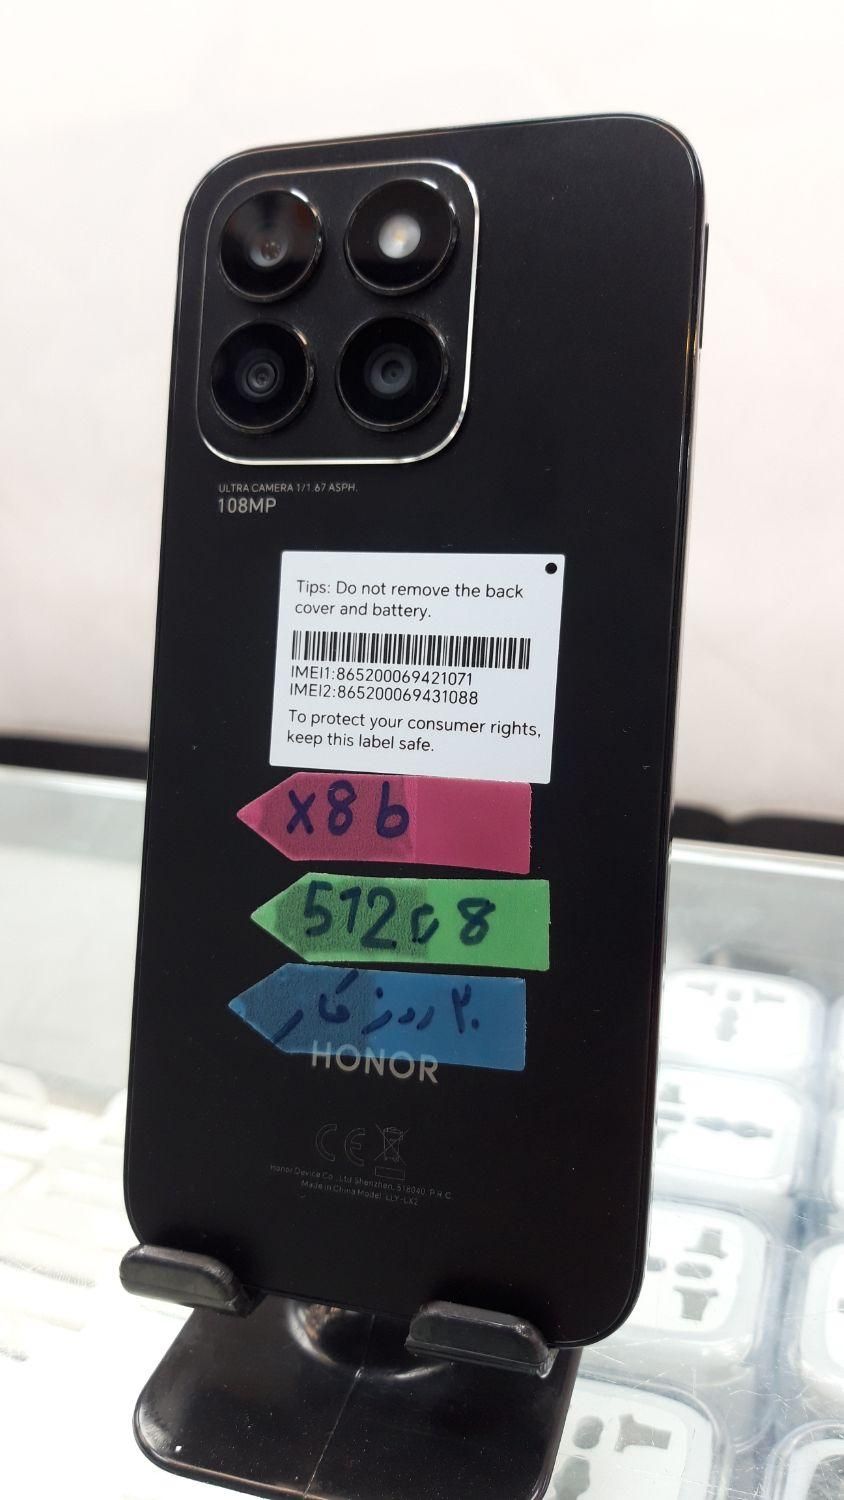 ULTRA CAMERA 1/1.67 ASPH.
108MP
Tips: Do not remove the back
cover and battery.
IMEI1:865200069421071
IMEI2:865200069431088
To protect your consumer rights,
keep this label safe.
X8b
512 رم 8
۲۰ روز کار
HONOR
CE
Honor Device Co., Ltd Shenzhen, 518040, P.R.C.
Made in China Model: LLY-LX2